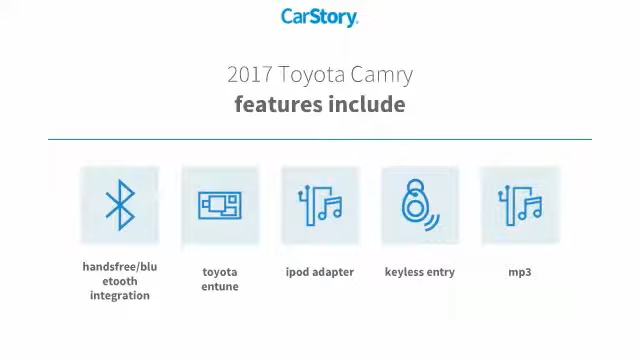 CarStory.
2017 Toyota Camry
features include
handsfree/blu
etooth
integration
toyota
entune
ipod adapter
keyless entry
mp3